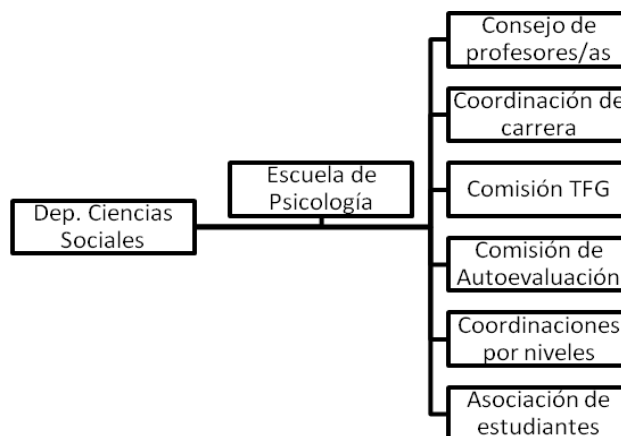 Consejo de
profesores/as
Coordinación de
carrera
Escuela de
Psicología
Comisión TFG
Dep. Ciencias
Sociales
Comisión de
Autoevaluación
Coordinaciones
por niveles
Asociación de
estudiantes